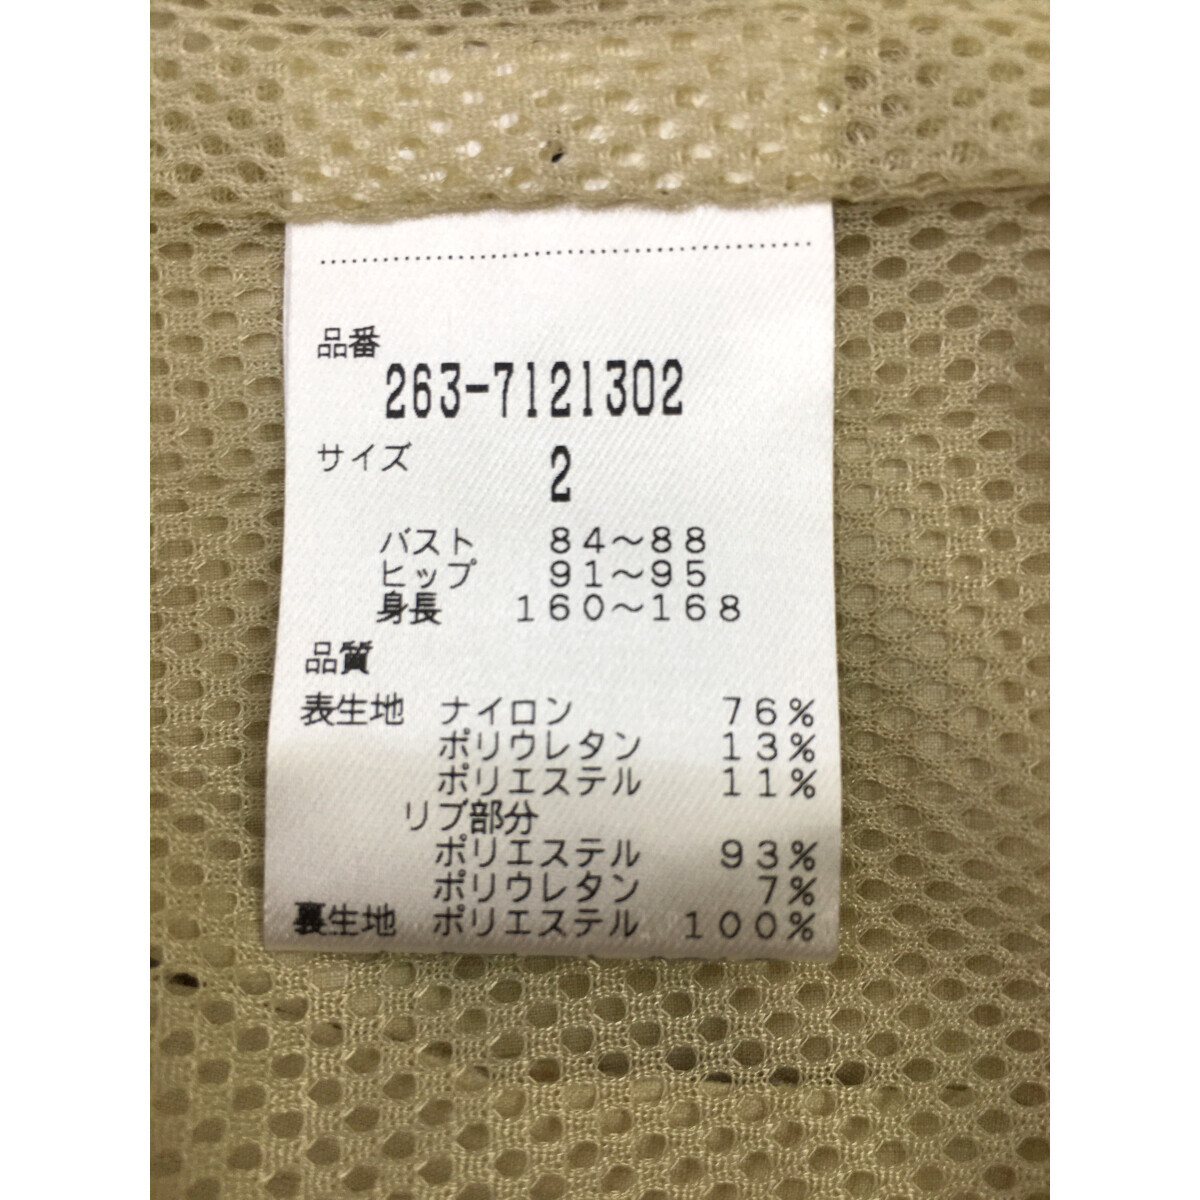 品番
263-7121302
サイズ 2
バスト 84〜88
ヒップ 91〜95
身長 160〜168
品質
表生地 ナイロン 76%
ポリウレタン 13%
ポリエステル 11%
リブ部分
ポリエステル 93%
ポリウレタン 7%
裏生地 ポリエステル 100%